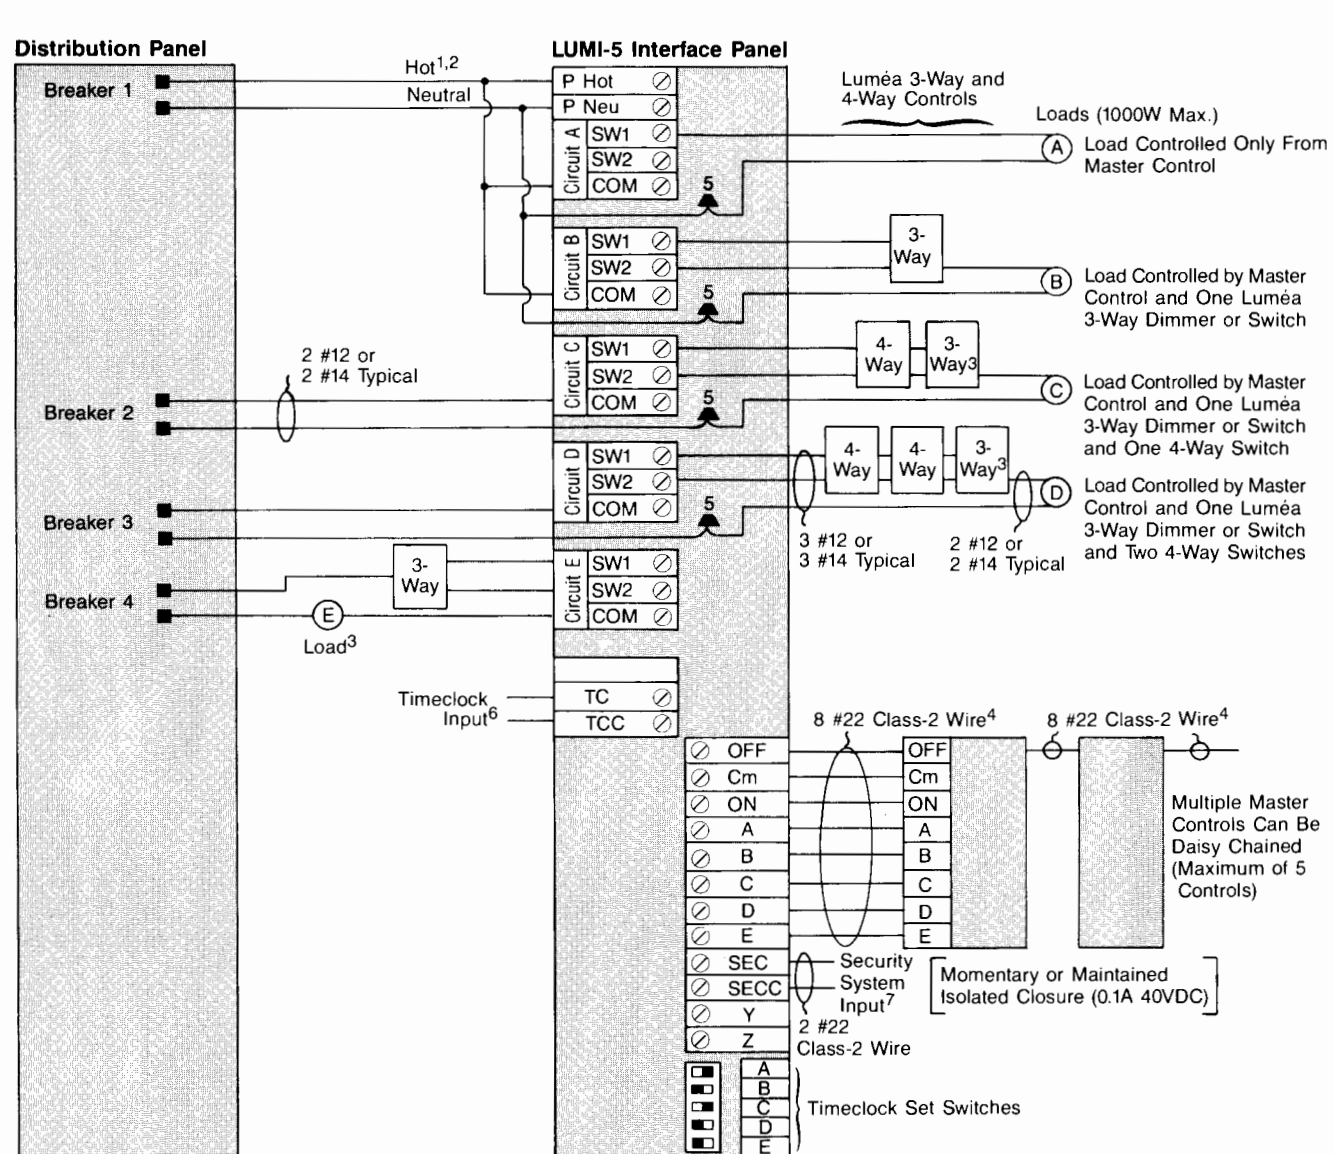 Distribution Panel
LUMI-5 Interface Panel
Breaker 1
Hot1,2
Neutral
P Hot
P Neu
Circuit A
SW1
SW2
COM
5
Luméa 3-Way and
4-Way Controls
Loads (1000W Max.)
A
Load Controlled Only From
Master Control
Circuit B
SW1
SW2
COM
5
3-
Way
B
Load Controlled by Master
Control and One Luméa
3-Way Dimmer or Switch
2 #12 or
2 #14 Typical
Breaker 2
Circuit C
SW1
SW2
COM
5
4-
Way
3-
Way3
C
Load Controlled by Master
Control and One Luméa
3-Way Dimmer or Switch
and One 4-Way Switch
Breaker 3
Circuit D
SW1
SW2
COM
5
4-
Way
4-
Way
3-
Way3
D
Load Controlled by Master
Control and One Luméa
3-Way Dimmer or Switch
and Two 4-Way Switches
3 #12 or
3 #14 Typical
2 #12 or
2 #14 Typical
Breaker 4
3-
Way
E
Load3
Circuit E
SW1
SW2
COM
Timeclock
Input6
TC
TCC
8 #22 Class-2 Wire4
8 #22 Class-2 Wire4
OFF
Cm
ON
A
B
C
D
E
SEC
SECC
Y
Z
OFF
Cm
ON
A
B
C
D
E
Multiple Master
Controls Can Be
Daisy Chained
(Maximum of 5
Controls)
Security
System
Input7
Momentary or Maintained
Isolated Closure (0.1A 40VDC)
2 #22
Class-2 Wire
A
B
C
D
E
Timeclock Set Switches